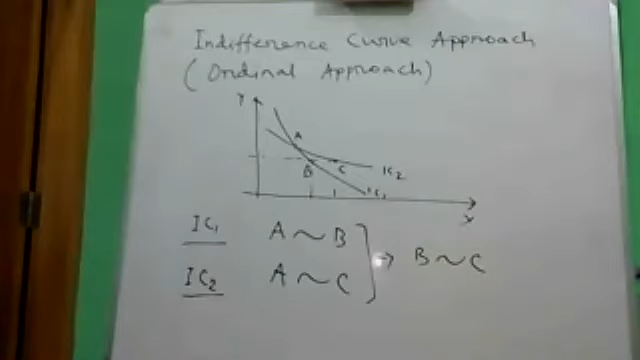 Indifference Curve Approach
(Ordinal Approach)
Y
A
B
C
IC2
IC1
X
IC1 A ~ B
IC2 A ~ C
→ B ~ C